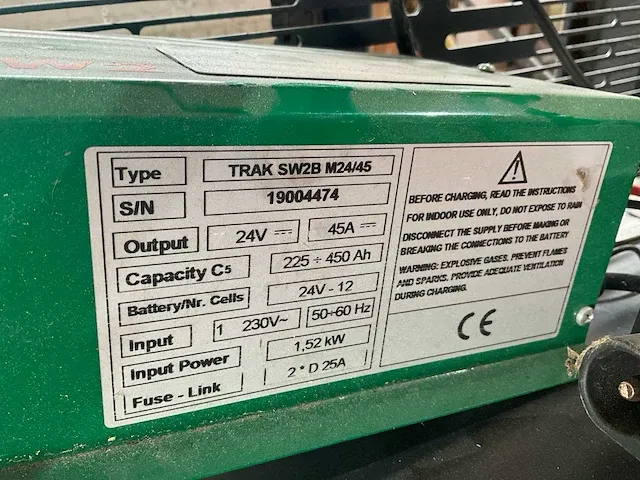 Type TRAK SW2B M24/45
S/N 19004474
Output 24V ⎓ 45A ⎓
Capacity C5 225 ÷ 450 Ah
Battery/Nr. Cells 24V - 12
Input 1 230V~ 50÷60 Hz
Input Power 1,52 kW
Fuse - Link 2 * D 25A
BEFORE CHARGING, READ THE INSTRUCTIONS
FOR INDOOR USE ONLY, DO NOT EXPOSE TO RAIN
DISCONNECT THE SUPPLY BEFORE MAKING OR
BREAKING THE CONNECTIONS TO THE BATTERY
WARNING: EXPLOSIVE GASES. PREVENT FLAMES
AND SPARKS. PROVIDE ADEQUATE VENTILATION
DURING CHARGING.
CE